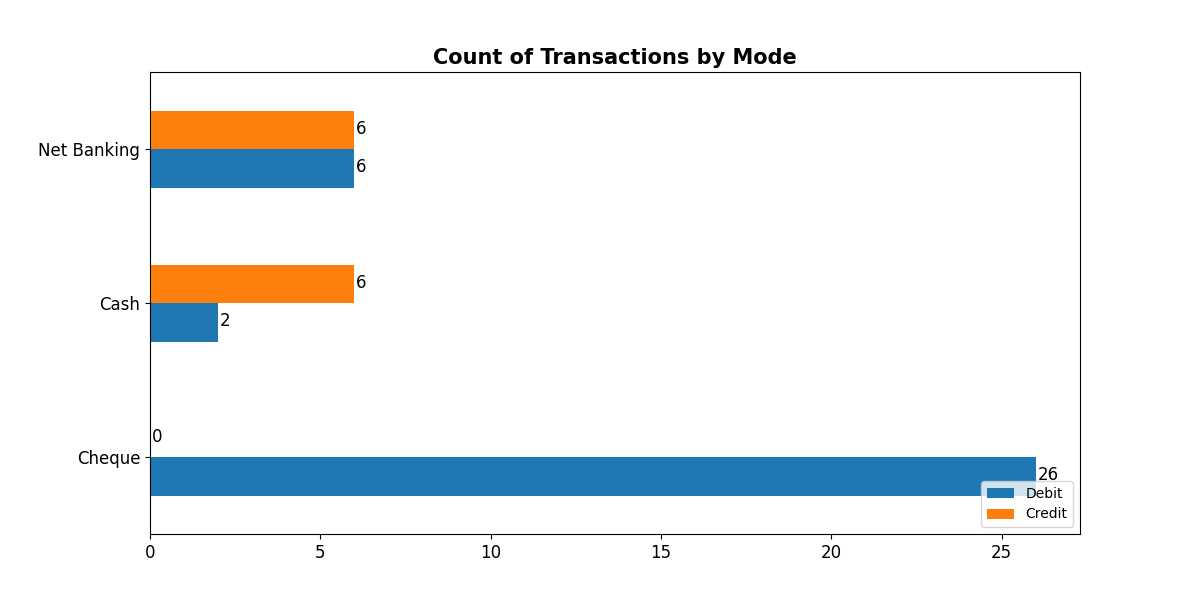 Count of Transactions by Mode
Net Banking
6
6
Cash
6
2
Cheque
0
26
Debit
Credit
0 5 10 15 20 25